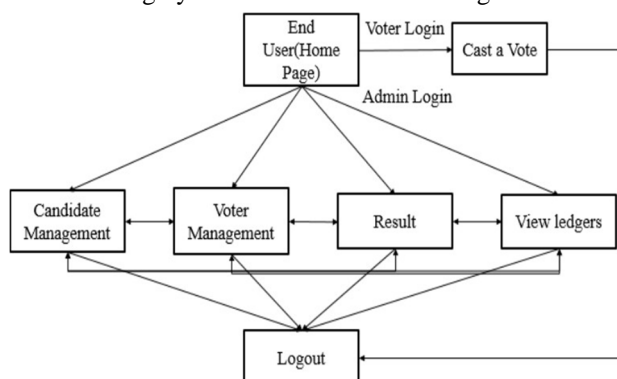 End
User(Home
Page)
Voter Login
Cast a Vote
Admin Login
Candidate
Management
Voter
Management
Result
View ledgers
Logout